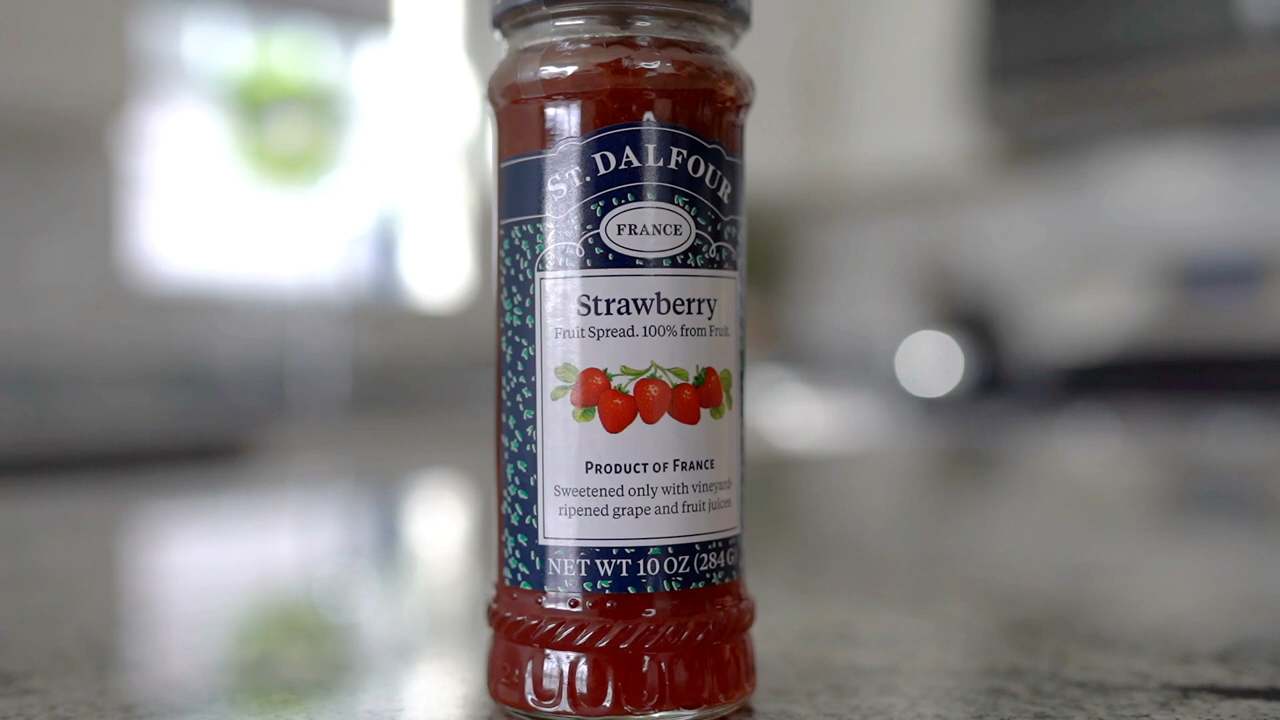 ST. DALFOUR
FRANCE
Strawberry
Fruit Spread. 100% from Fruit.
PRODUCT OF FRANCE
Sweetened only with vineyard-
ripened grape and fruit juices
NET WT 10 OZ (284 G